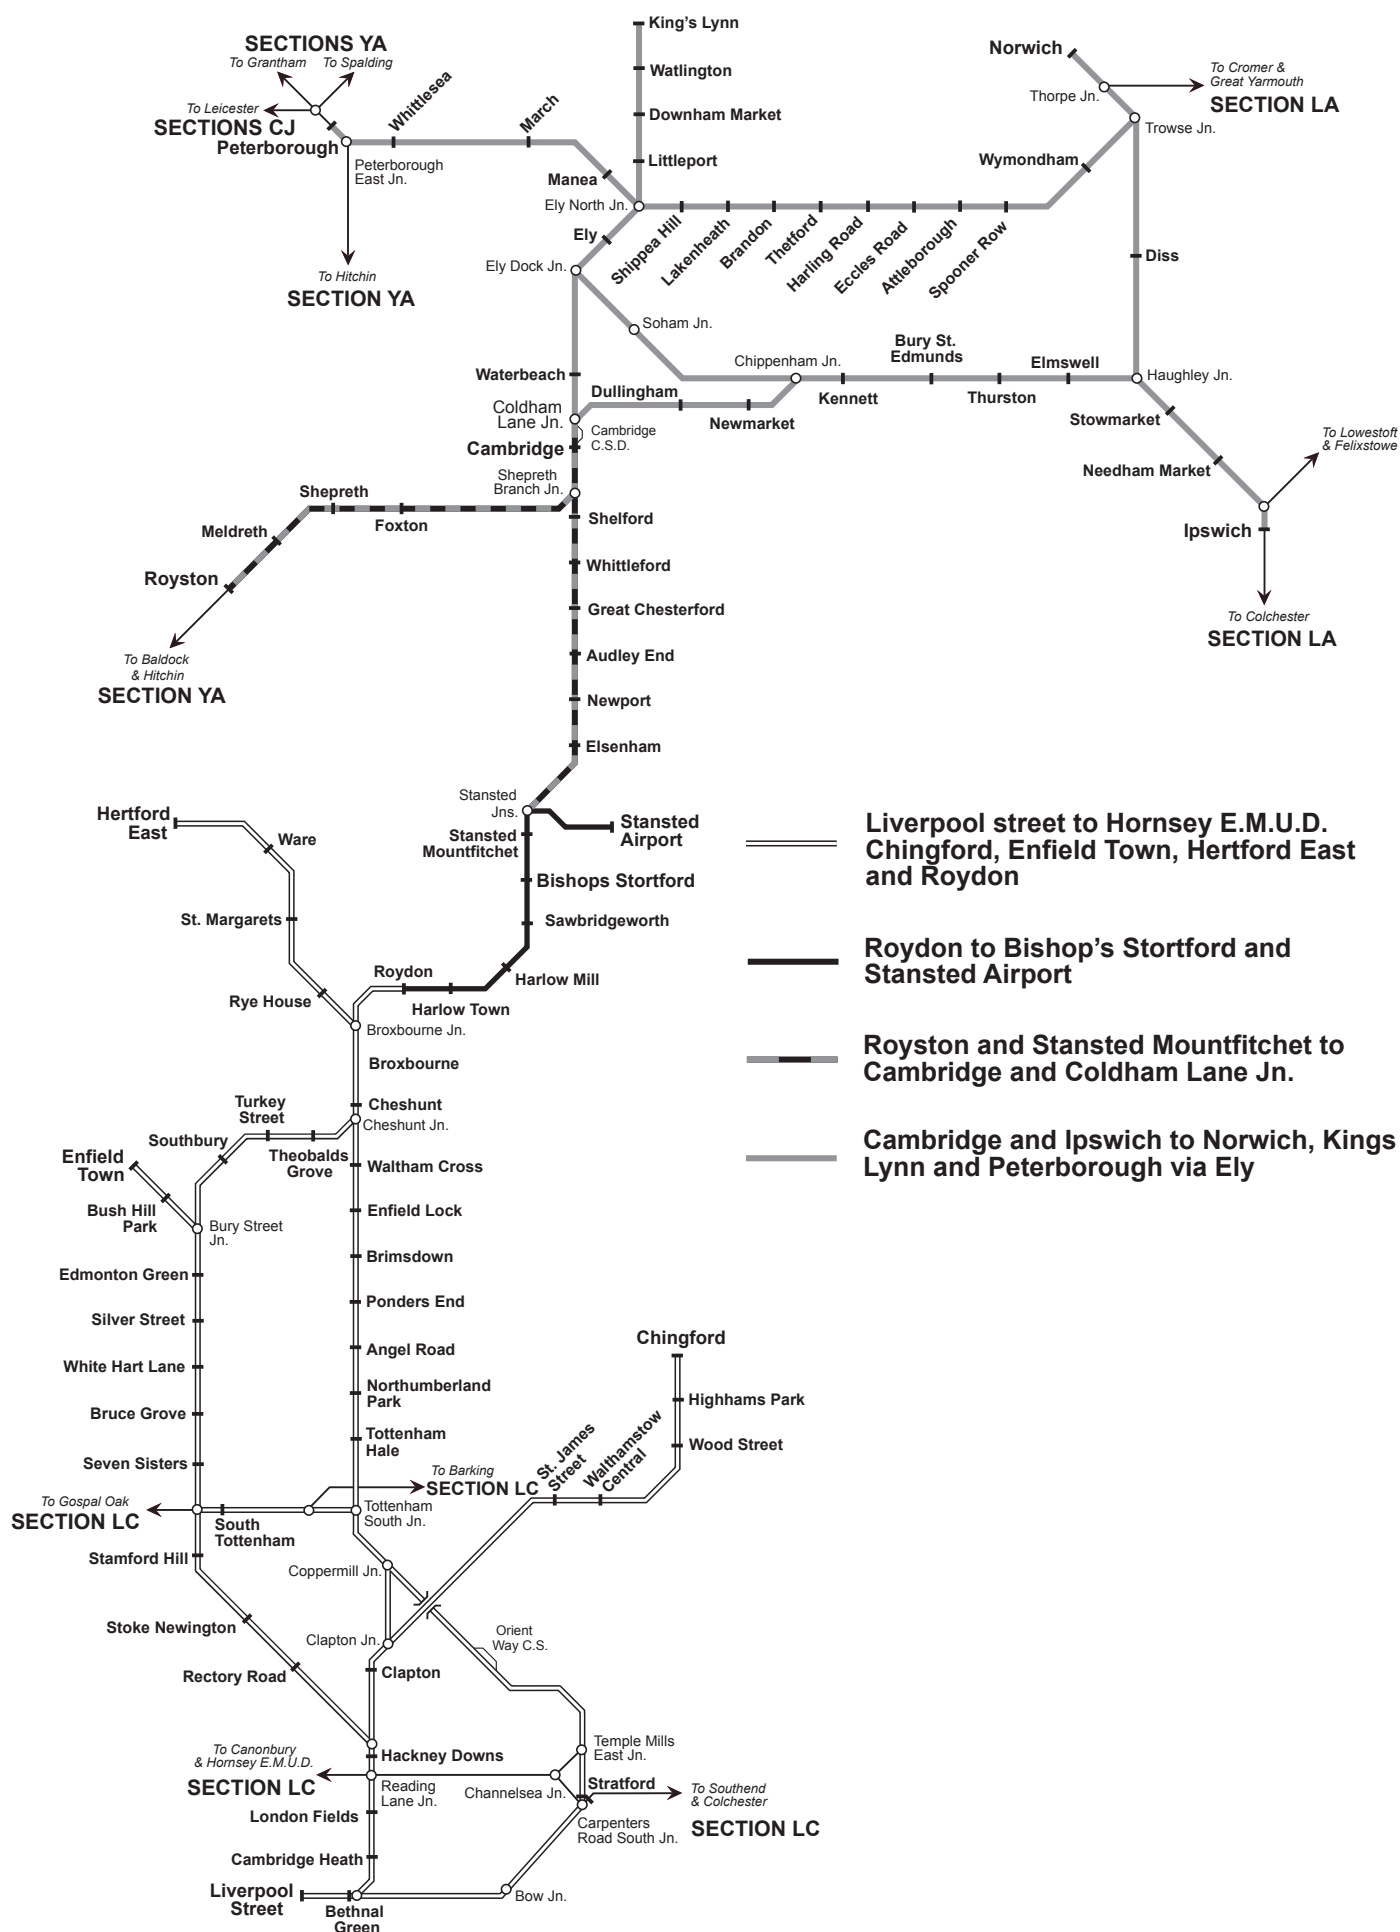 King's Lynn
SECTIONS YA
To Grantham
To Spalding
Norwich
Watlington
To Cromer &
Great Yarmouth
SECTION LA
Thorpe Jn.
To Leicester
SECTIONS CJ
Whittlesea
March
Downham Market
Trowse Jn.
Peterborough
Peterborough
East Jn.
Littleport
Wymondham
Manea
Ely North Jn.
Ely
Shippea Hill
Lakenheath
Brandon
Thetford
Harling Road
Eccles Road
Attleborough
Spooner Row
Diss
Ely Dock Jn.
To Hitchin
SECTION YA
Soham Jn.
Chippenham Jn.
Bury St.
Edmunds
Elmswell
Haughley Jn.
Waterbeach
Dullingham
Kennett
Thurston
Newmarket
Coldham
Lane Jn.
Stowmarket
Cambridge
C.S.D.
Cambridge
To Lowestoft
& Felixstowe
Needham Market
Shepreth
Branch Jn.
Shepreth
Foxton
Meldreth
Shelford
Ipswich
Royston
Whittleford
Great Chesterford
To Colchester
SECTION LA
To Baldock
& Hitchin
SECTION YA
Audley End
Newport
Elsenham
Stansted
Jns.
Hertford
East
Stansted
Airport
Stansted
Mountfitchet
Ware
Liverpool street to Hornsey E.M.U.D.
Chingford, Enfield Town, Hertford East
and Roydon
Bishops Stortford
St. Margarets
Sawbridgeworth
Roydon to Bishop's Stortford and
Stansted Airport
Roydon
Harlow Mill
Rye House
Harlow Town
Broxbourne Jn.
Royston and Stansted Mountfitchet to
Cambridge and Coldham Lane Jn.
Broxbourne
Turkey
Street
Cheshunt
Cheshunt Jn.
Southbury
Theobalds
Grove
Cambridge and Ipswich to Norwich, Kings
Lynn and Peterborough via Ely
Enfield
Town
Waltham Cross
Bush Hill
Park
Bury Street
Jn.
Enfield Lock
Edmonton Green
Brimsdown
Silver Street
Ponders End
Chingford
White Hart Lane
Angel Road
Bruce Grove
Northumberland
Park
Highhams Park
Seven Sisters
Tottenham
Hale
St. James
Street
Walthamstow
Central
Wood Street
To Barking
SECTION LC
To Gospal Oak
SECTION LC
South
Tottenham
Tottenham
South Jn.
Stamford Hill
Coppermill Jn.
Stoke Newington
Clapton Jn.
Orient
Way C.S.
Rectory Road
Clapton
To Canonbury
& Hornsey E.M.U.D.
SECTION LC
Hackney Downs
Temple Mills
East Jn.
Reading
Lane Jn.
Channelsea Jn.
Stratford
To Southend
& Colchester
SECTION LC
London Fields
Carpenters
Road South Jn.
Cambridge Heath
Liverpool
Street
Bethnal
Green
Bow Jn.